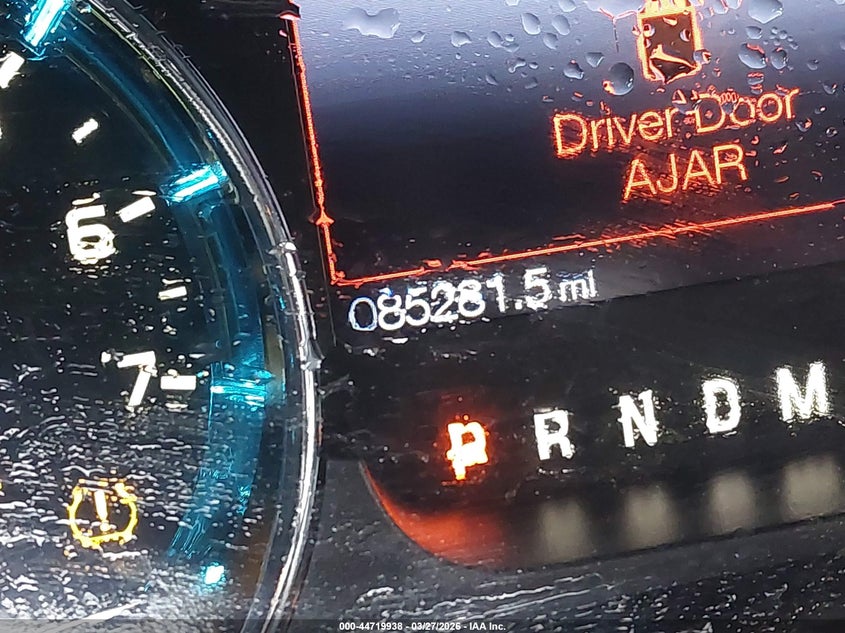 Driver Door
AJAR
6
085281.5 mi
7
P R N D M
000-44719938 - 03/27/2026 - IAA Inc.